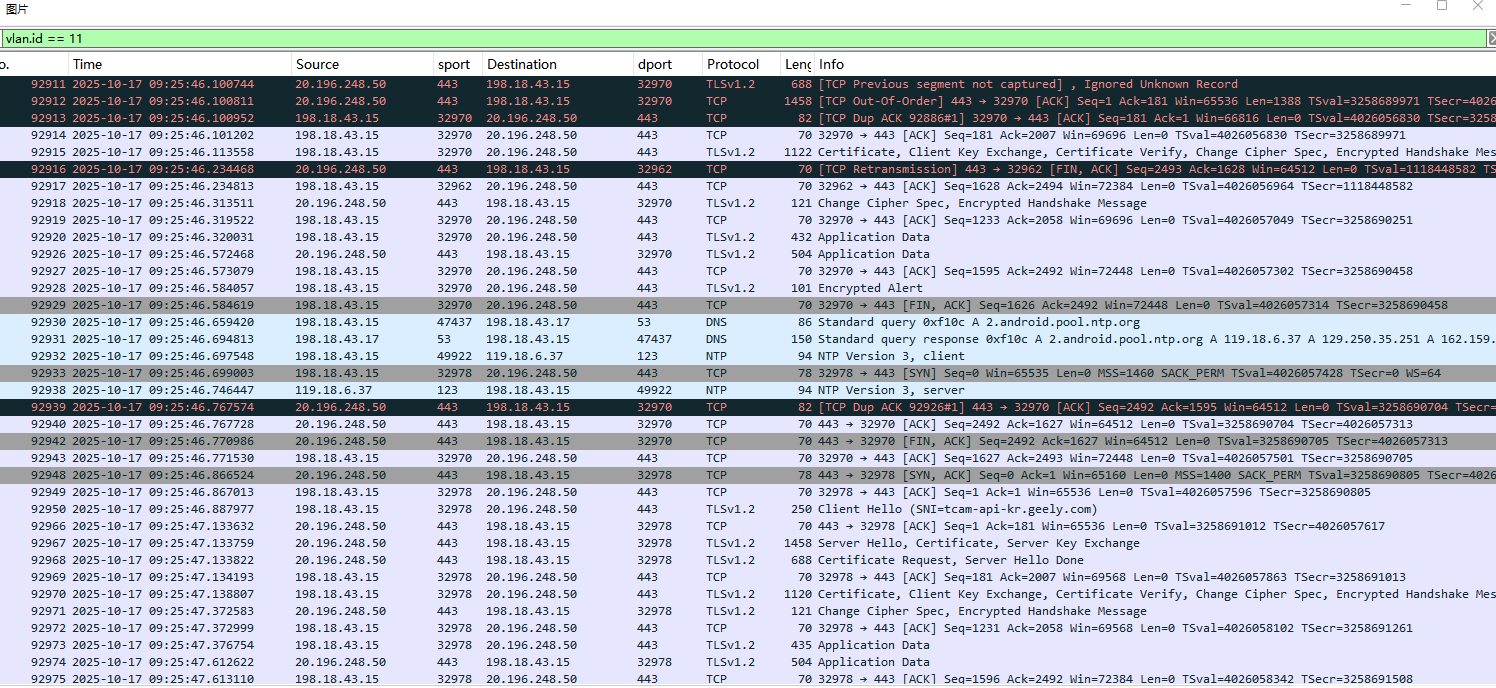 图片
vlan.id == 11
o. Time Source sport Destination dport Protocol Leng Info
92911 2025-10-17 09:25:46.100744 20.196.248.50 443 198.18.43.15 32970 TLSv1.2 688 [TCP Previous segment not captured] , Ignored Unknown Record
92912 2025-10-17 09:25:46.100811 20.196.248.50 443 198.18.43.15 32970 TCP 1458 [TCP Out-Of-Order] 443 → 32970 [ACK] Seq=1 Ack=181 Win=65536 Len=1388 TSval=3258689971 TSecr=4026
92913 2025-10-17 09:25:46.100952 198.18.43.15 32970 20.196.248.50 443 TCP 82 [TCP Dup ACK 92886#1] 32970 → 443 [ACK] Seq=181 Ack=1 Win=66816 Len=0 TSval=4026056830 TSecr=3258
92914 2025-10-17 09:25:46.101202 198.18.43.15 32970 20.196.248.50 443 TCP 70 32970 → 443 [ACK] Seq=181 Ack=2007 Win=69696 Len=0 TSval=4026056830 TSecr=3258689971
92915 2025-10-17 09:25:46.113558 198.18.43.15 32970 20.196.248.50 443 TLSv1.2 1122 Certificate, Client Key Exchange, Certificate Verify, Change Cipher Spec, Encrypted Handshake Mes
92916 2025-10-17 09:25:46.234468 20.196.248.50 443 198.18.43.15 32962 TCP 70 [TCP Retransmission] 443 → 32962 [FIN, ACK] Seq=2493 Ack=1628 Win=64512 Len=0 TSval=1118448582 TS
92917 2025-10-17 09:25:46.234813 198.18.43.15 32962 20.196.248.50 443 TCP 70 32962 → 443 [ACK] Seq=1628 Ack=2494 Win=72384 Len=0 TSval=4026056964 TSecr=1118448582
92918 2025-10-17 09:25:46.313511 20.196.248.50 443 198.18.43.15 32970 TLSv1.2 121 Change Cipher Spec, Encrypted Handshake Message
92919 2025-10-17 09:25:46.319522 198.18.43.15 32970 20.196.248.50 443 TCP 70 32970 → 443 [ACK] Seq=1233 Ack=2058 Win=69696 Len=0 TSval=4026057049 TSecr=3258690251
92920 2025-10-17 09:25:46.320031 198.18.43.15 32970 20.196.248.50 443 TLSv1.2 432 Application Data
92926 2025-10-17 09:25:46.572468 20.196.248.50 443 198.18.43.15 32970 TLSv1.2 504 Application Data
92927 2025-10-17 09:25:46.573079 198.18.43.15 32970 20.196.248.50 443 TCP 70 32970 → 443 [ACK] Seq=1595 Ack=2492 Win=72448 Len=0 TSval=4026057302 TSecr=3258690458
92928 2025-10-17 09:25:46.584057 198.18.43.15 32970 20.196.248.50 443 TLSv1.2 101 Encrypted Alert
92929 2025-10-17 09:25:46.584619 198.18.43.15 32970 20.196.248.50 443 TCP 70 32970 → 443 [FIN, ACK] Seq=1626 Ack=2492 Win=72448 Len=0 TSval=4026057314 TSecr=3258690458
92930 2025-10-17 09:25:46.659420 198.18.43.15 47437 198.18.43.17 53 DNS 86 Standard query 0xf10c A 2.android.pool.ntp.org
92931 2025-10-17 09:25:46.694813 198.18.43.17 53 198.18.43.15 47437 DNS 150 Standard query response 0xf10c A 2.android.pool.ntp.org A 119.18.6.37 A 129.250.35.251 A 162.159.
92932 2025-10-17 09:25:46.697548 198.18.43.15 49922 119.18.6.37 123 NTP 94 NTP Version 3, client
92933 2025-10-17 09:25:46.699003 198.18.43.15 32978 20.196.248.50 443 TCP 78 32978 → 443 [SYN] Seq=0 Win=65535 Len=0 MSS=1460 SACK_PERM TSval=4026057428 TSecr=0 WS=64
92938 2025-10-17 09:25:46.746447 119.18.6.37 123 198.18.43.15 49922 NTP 94 NTP Version 3, server
92939 2025-10-17 09:25:46.767574 20.196.248.50 443 198.18.43.15 32970 TCP 82 [TCP Dup ACK 92926#1] 443 → 32970 [ACK] Seq=2492 Ack=1595 Win=64512 Len=0 TSval=3258690704 TSecr=
92940 2025-10-17 09:25:46.767728 20.196.248.50 443 198.18.43.15 32970 TCP 70 443 → 32970 [ACK] Seq=2492 Ack=1627 Win=64512 Len=0 TSval=3258690704 TSecr=4026057313
92942 2025-10-17 09:25:46.770986 20.196.248.50 443 198.18.43.15 32970 TCP 70 443 → 32970 [FIN, ACK] Seq=2492 Ack=1627 Win=64512 Len=0 TSval=3258690705 TSecr=4026057313
92943 2025-10-17 09:25:46.771530 198.18.43.15 32970 20.196.248.50 443 TCP 70 32970 → 443 [ACK] Seq=1627 Ack=2493 Win=72448 Len=0 TSval=4026057501 TSecr=3258690705
92948 2025-10-17 09:25:46.866524 20.196.248.50 443 198.18.43.15 32978 TCP 78 443 → 32978 [SYN, ACK] Seq=0 Ack=1 Win=65160 Len=0 MSS=1400 SACK_PERM TSval=3258690805 TSecr=4026
92949 2025-10-17 09:25:46.867013 198.18.43.15 32978 20.196.248.50 443 TCP 70 32978 → 443 [ACK] Seq=1 Ack=1 Win=65536 Len=0 TSval=4026057596 TSecr=3258690805
92950 2025-10-17 09:25:46.887977 198.18.43.15 32978 20.196.248.50 443 TLSv1.2 250 Client Hello (SNI=tcam-api-kr.geely.com)
92966 2025-10-17 09:25:47.133632 20.196.248.50 443 198.18.43.15 32978 TCP 70 443 → 32978 [ACK] Seq=1 Ack=181 Win=65536 Len=0 TSval=3258691012 TSecr=4026057617
92967 2025-10-17 09:25:47.133759 20.196.248.50 443 198.18.43.15 32978 TLSv1.2 1458 Server Hello, Certificate, Server Key Exchange
92968 2025-10-17 09:25:47.133822 20.196.248.50 443 198.18.43.15 32978 TLSv1.2 688 Certificate Request, Server Hello Done
92969 2025-10-17 09:25:47.134193 198.18.43.15 32978 20.196.248.50 443 TCP 70 32978 → 443 [ACK] Seq=181 Ack=2007 Win=69568 Len=0 TSval=4026057863 TSecr=3258691013
92970 2025-10-17 09:25:47.138807 198.18.43.15 32978 20.196.248.50 443 TLSv1.2 1120 Certificate, Client Key Exchange, Certificate Verify, Change Cipher Spec, Encrypted Handshake Mes
92971 2025-10-17 09:25:47.372583 20.196.248.50 443 198.18.43.15 32978 TLSv1.2 121 Change Cipher Spec, Encrypted Handshake Message
92972 2025-10-17 09:25:47.372999 198.18.43.15 32978 20.196.248.50 443 TCP 70 32978 → 443 [ACK] Seq=1231 Ack=2058 Win=69568 Len=0 TSval=4026058102 TSecr=3258691261
92973 2025-10-17 09:25:47.376754 198.18.43.15 32978 20.196.248.50 443 TLSv1.2 435 Application Data
92974 2025-10-17 09:25:47.612622 20.196.248.50 443 198.18.43.15 32978 TLSv1.2 504 Application Data
92975 2025-10-17 09:25:47.613110 198.18.43.15 32978 20.196.248.50 443 TCP 70 32978 → 443 [ACK] Seq=1596 Ack=2492 Win=72384 Len=0 TSval=4026058342 TSecr=3258691508